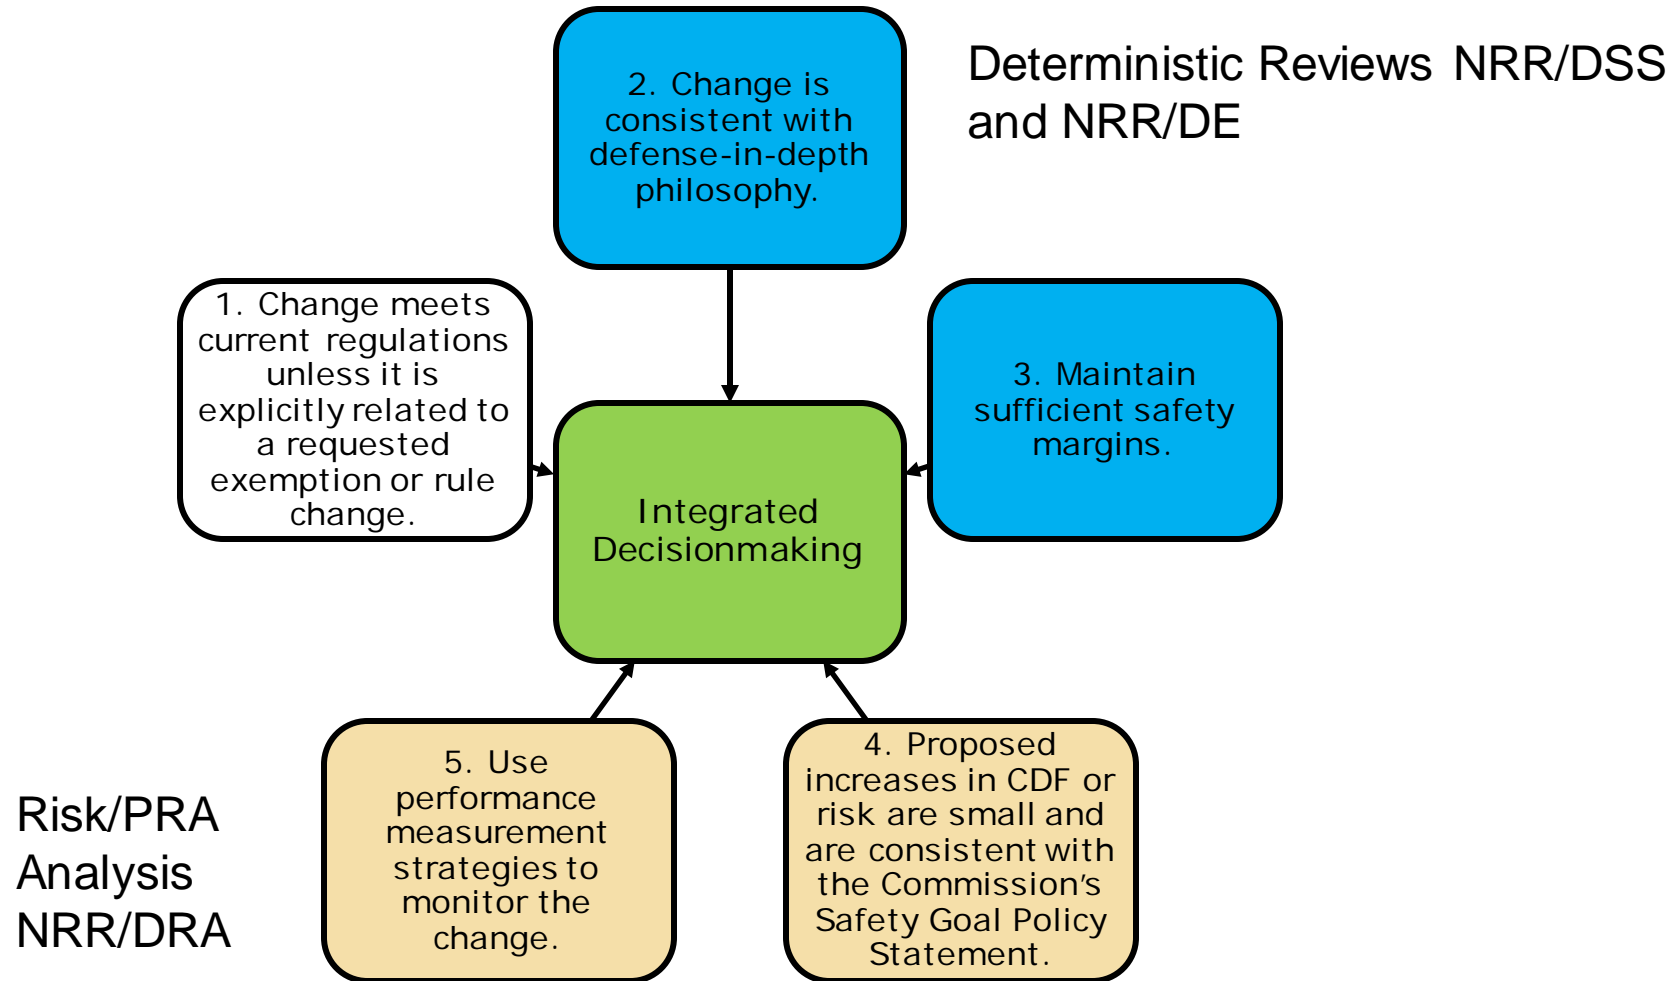 2. Change is
consistent with
defense-in-depth
philosophy.
Deterministic Reviews NRR/DSS
and NRR/DE
1. Change meets
current regulations
unless it is
explicitly related to
a requested
exemption or rule
change.
3. Maintain
sufficient safety
margins.
Integrated
Decisionmaking
5. Use
performance
measurement
strategies to
monitor the
change.
4. Proposed
increases in CDF or
risk are small and
are consistent with
the Commission’s
Safety Goal Policy
Statement.
Risk/PRA
Analysis
NRR/DRA